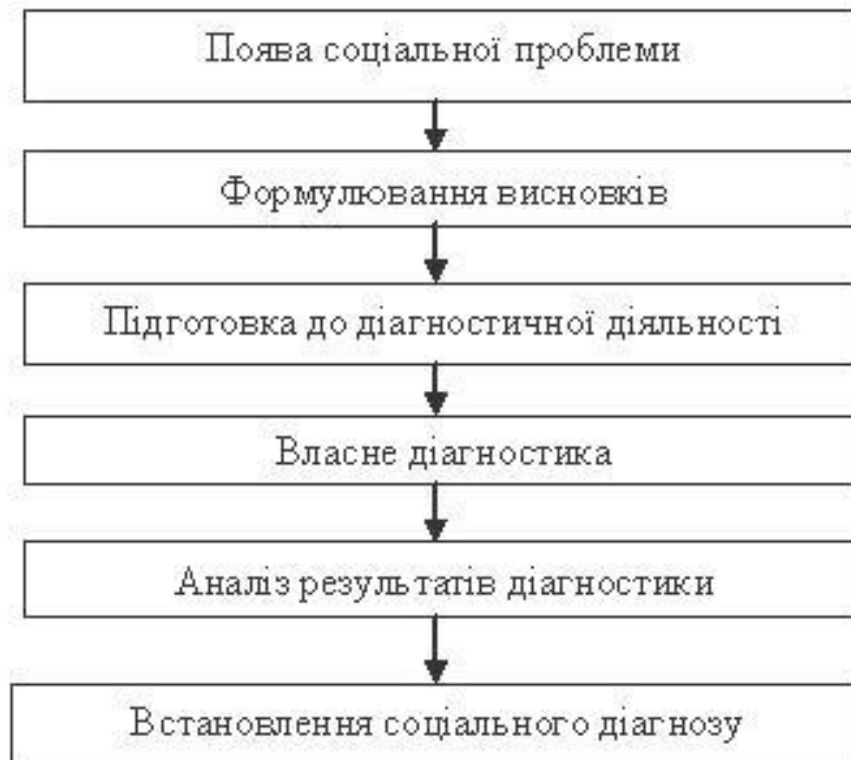 Поява соціальної проблеми
Формулювання висновків
Підготовка до діагностичної діяльності
Власне діагностика
Аналіз результатів діагностики
Встановлення соціального діагнозу